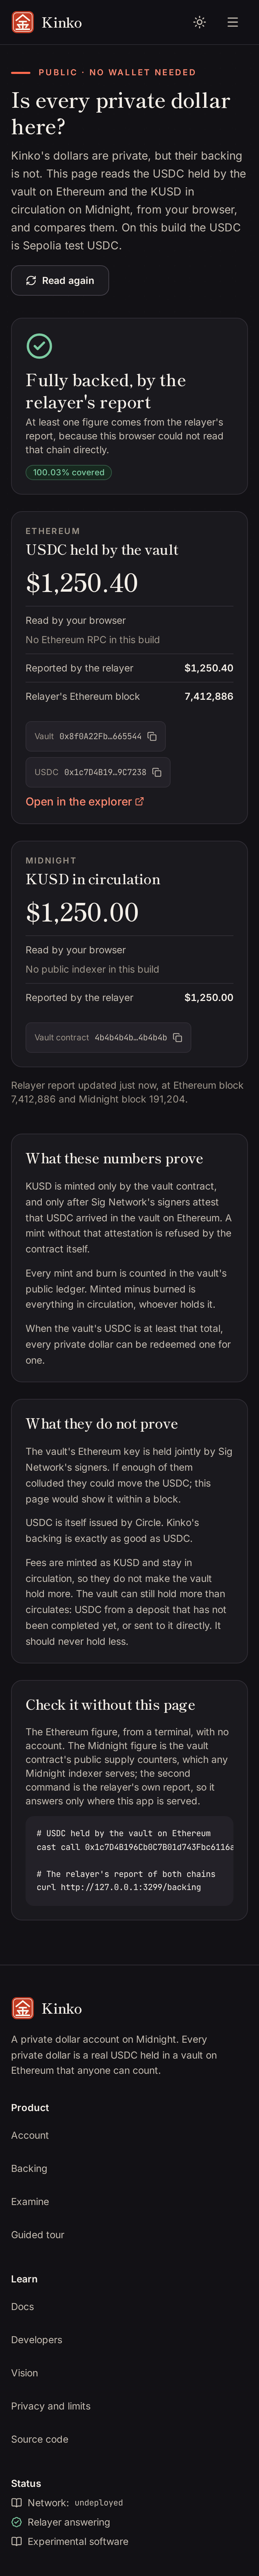 金 Kinko
PUBLIC · NO WALLET NEEDED
Is every private dollar
here?
Kinko's dollars are private, but their backing
is not. This page reads the USDC held by the
vault on Ethereum and the KUSD in
circulation on Midnight, from your browser,
and compares them. On this build the USDC
is Sepolia test USDC.
Read again
Fully backed, by the
relayer's report
At least one figure comes from the relayer's
report, because this browser could not read
that chain directly.
100.03% covered
ETHEREUM
USDC held by the vault
$1,250.40
Read by your browser
No Ethereum RPC in this build
Reported by the relayer $1,250.40
Relayer's Ethereum block 7,412,886
Vault 0x8f0A22Fb…665544
USDC 0x1c7D4B19…9C7238
Open in the explorer
MIDNIGHT
KUSD in circulation
$1,250.00
Read by your browser
No public indexer in this build
Reported by the relayer $1,250.00
Vault contract 4b4b4b4b…4b4b4b
Relayer report updated just now, at Ethereum block
7,412,886 and Midnight block 191,204.
What these numbers prove
KUSD is minted only by the vault contract,
and only after Sig Network's signers attest
that USDC arrived in the vault on Ethereum. A
mint without that attestation is refused by the
contract itself.
Every mint and burn is counted in the vault's
public ledger. Minted minus burned is
everything in circulation, whoever holds it.
When the vault's USDC is at least that total,
every private dollar can be redeemed one for
one.
What they do not prove
The vault's Ethereum key is held jointly by Sig
Network's signers. If enough of them
colluded they could move the USDC; this
page would show it within a block.
USDC is itself issued by Circle. Kinko's
backing is exactly as good as USDC.
Fees are minted as KUSD and stay in
circulation, so they do not make the vault
hold more. The vault can still hold more than
circulates: USDC from a deposit that has not
been completed yet, or sent to it directly. It
should never hold less.
Check it without this page
The Ethereum figure, from a terminal, with no
account. The Midnight figure is the vault
contract's public supply counters, which any
Midnight indexer serves; the second
command is the relayer's own report, so it
answers only where this app is served.
# USDC held by the vault on Ethereum
cast call 0x1c7D4B196Cb0C7B01d743Fbc6116a
# The relayer's report of both chains
curl http://127.0.0.1:3299/backing
金 Kinko
A private dollar account on Midnight. Every
private dollar is a real USDC held in a vault on
Ethereum that anyone can count.
Product
Account
Backing
Examine
Guided tour
Learn
Docs
Developers
Vision
Privacy and limits
Source code
Status
Network: undeployed
Relayer answering
Experimental software